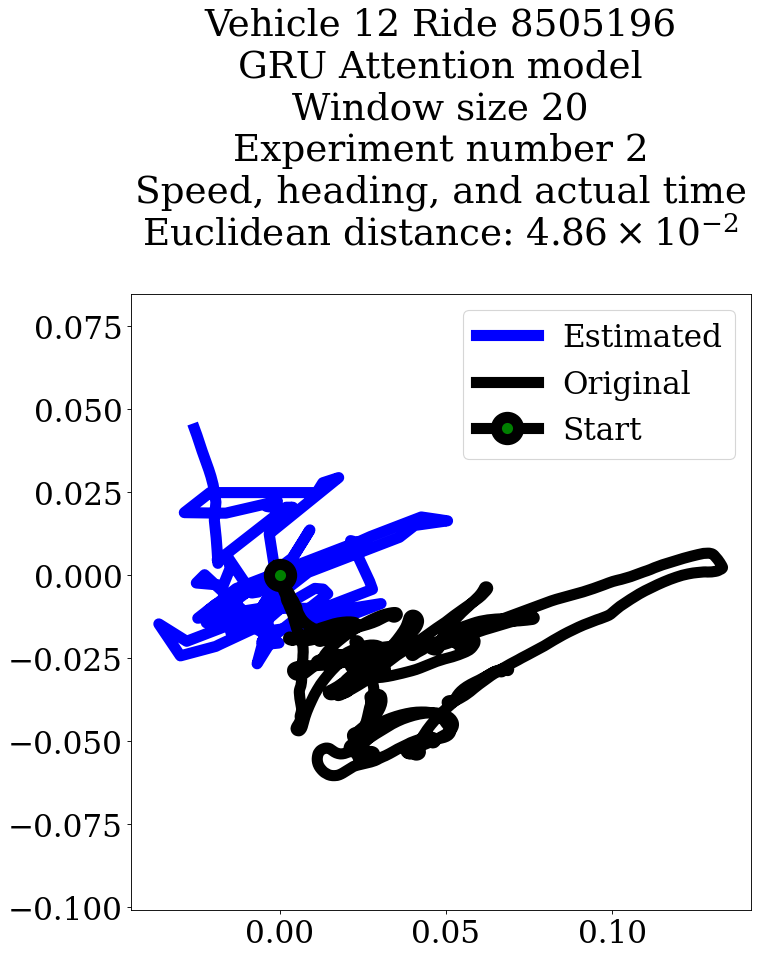 Vehicle 12 Ride 8505196
GRU Attention model
Window size 20
Experiment number 2
Speed, heading, and actual time
Euclidean distance: 4.86 × 10⁻²
Estimated
Original
Start
0.075
0.050
0.025
0.000
−0.025
−0.050
−0.075
−0.100
0.00 0.05 0.10